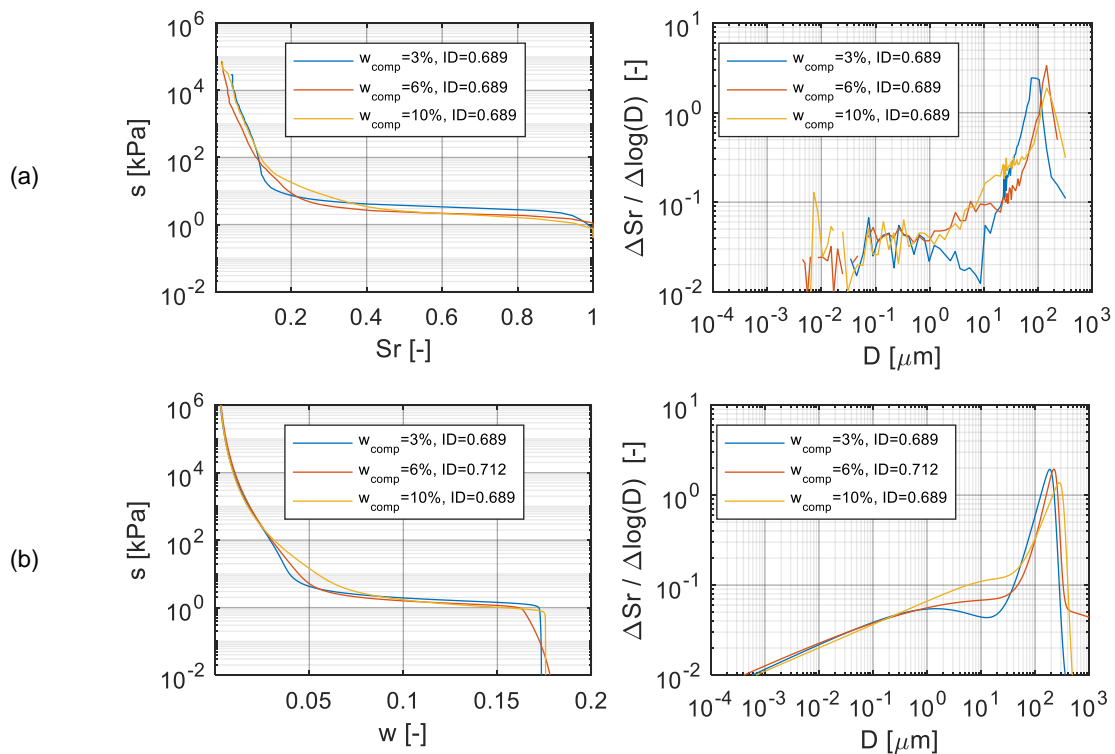 (a)
s [kPa]
10^6
10^4
10^2
10^0
10^-2
w_comp=3%, ID=0.689
w_comp=6%, ID=0.689
w_comp=10%, ID=0.689
0.2 0.4 0.6 0.8 1
Sr [-]
ΔSr / Δlog(D) [-]
10^1
10^0
10^-1
10^-2
w_comp=3%, ID=0.689
w_comp=6%, ID=0.689
w_comp=10%, ID=0.689
10^-4 10^-3 10^-2 10^-1 10^0 10^1 10^2 10^3
D [μm]
(b)
s [kPa]
10^6
10^4
10^2
10^0
10^-2
w_comp=3%, ID=0.689
w_comp=6%, ID=0.712
w_comp=10%, ID=0.689
0.05 0.1 0.15 0.2
w [-]
ΔSr / Δlog(D) [-]
10^1
10^0
10^-1
10^-2
w_comp=3%, ID=0.689
w_comp=6%, ID=0.712
w_comp=10%, ID=0.689
10^-4 10^-3 10^-2 10^-1 10^0 10^1 10^2 10^3
D [μm]